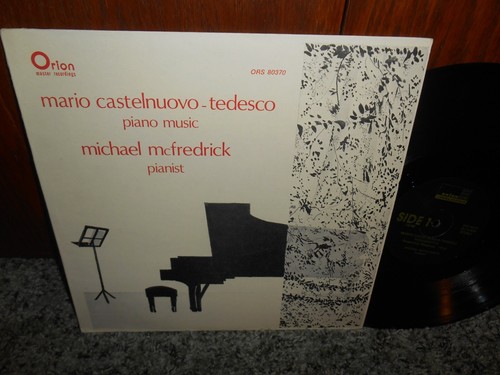 Orion
master recordings
ORS 80370
mario castelnuovo-tedesco
piano music
michael mcfredrick
pianist
SIDE 1